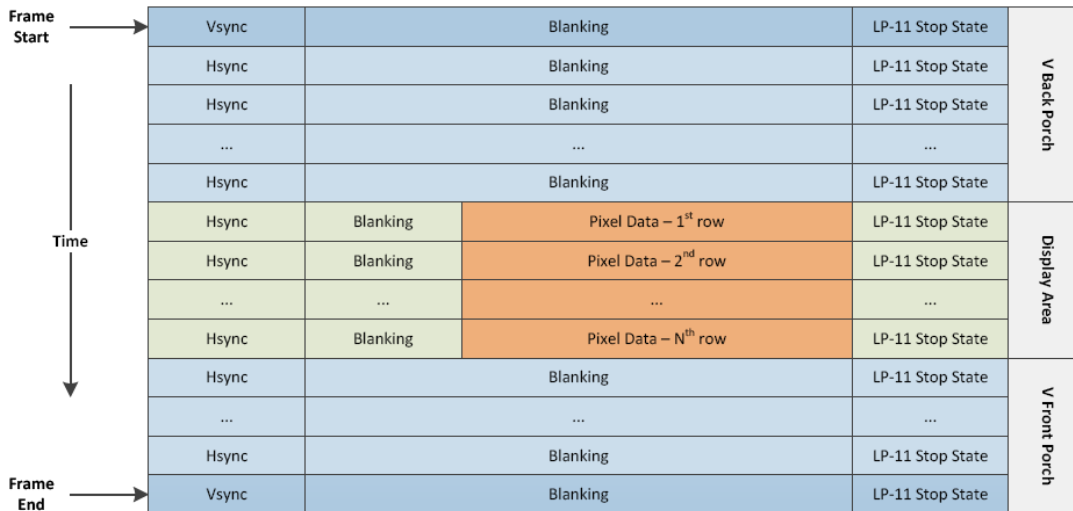 Frame
Start
Vsync Blanking LP-11 Stop State
Hsync Blanking LP-11 Stop State
Hsync Blanking LP-11 Stop State
... ... ...
Hsync Blanking LP-11 Stop State
V Back Porch
Time
Hsync Blanking Pixel Data – 1st row LP-11 Stop State
Hsync Blanking Pixel Data – 2nd row LP-11 Stop State
... ... ... ...
Hsync Blanking Pixel Data – Nth row LP-11 Stop State
Display Area
Hsync Blanking LP-11 Stop State
... ... ...
Hsync Blanking LP-11 Stop State
Frame
End
Vsync Blanking LP-11 Stop State
V Front Porch